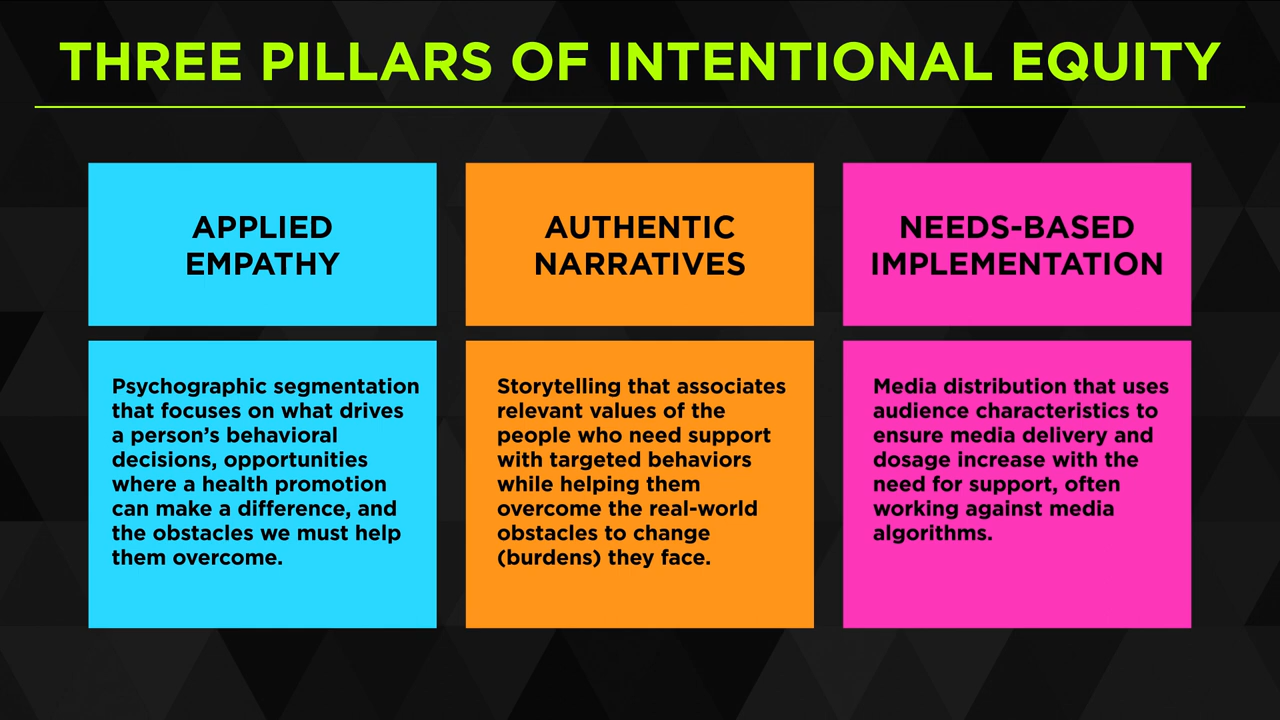 THREE PILLARS OF INTENTIONAL EQUITY
APPLIED
EMPATHY
Psychographic segmentation
that focuses on what drives
a person’s behavioral
decisions, opportunities
where a health promotion
can make a difference, and
the obstacles we must help
them overcome.
AUTHENTIC
NARRATIVES
Storytelling that associates
relevant values of the
people who need support
with targeted behaviors
while helping them
overcome the real-world
obstacles to change
(burdens) they face.
NEEDS-BASED
IMPLEMENTATION
Media distribution that uses
audience characteristics to
ensure media delivery and
dosage increase with the
need for support, often
working against media
algorithms.